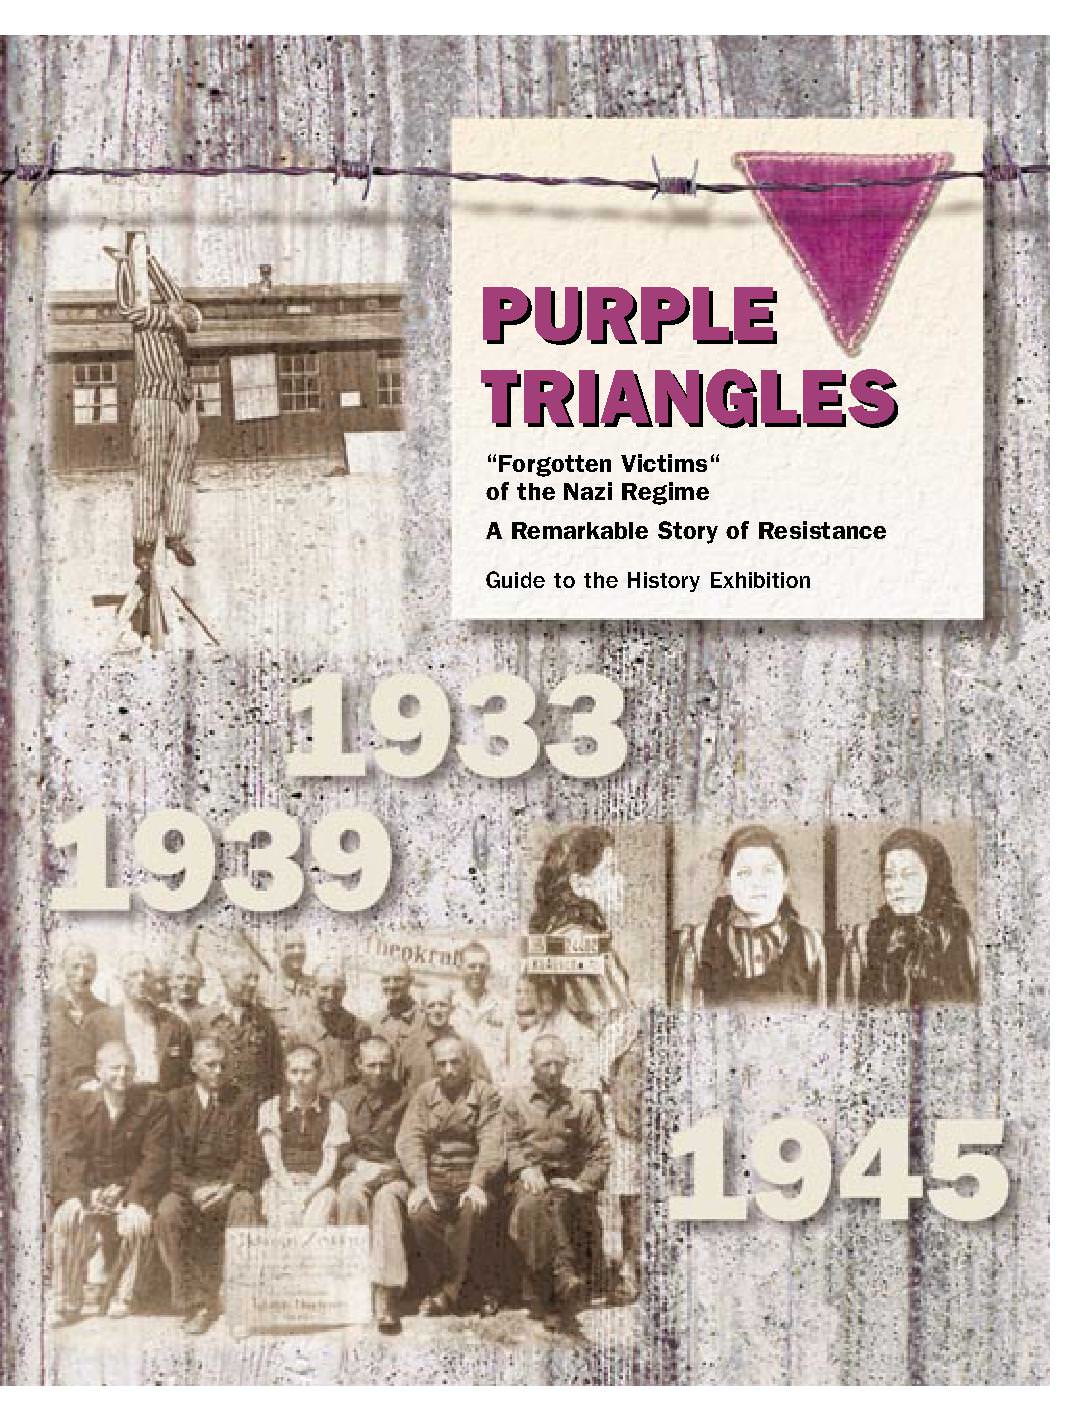 PURPLE
TRIANGLES
“Forgotten Victims“
of the Nazi Regime
A Remarkable Story of Resistance
Guide to the History Exhibition
1933
1939
1945